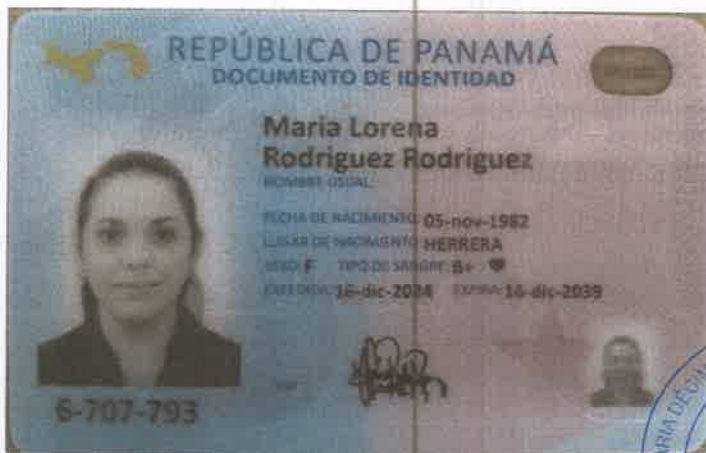 REPÚBLICA DE PANAMÁ
DOCUMENTO DE IDENTIDAD
Maria Lorena
Rodriguez Rodriguez
NOMBRE USUAL:
FECHA DE NACIMIENTO: 05-nov-1982
LUGAR DE NACIMIENTO: HERRERA
SEXO: F TIPO DE SANGRE: B+
EXPEDIDA: 16-dic-2024 EXPIRA: 16-dic-2039
6-707-793